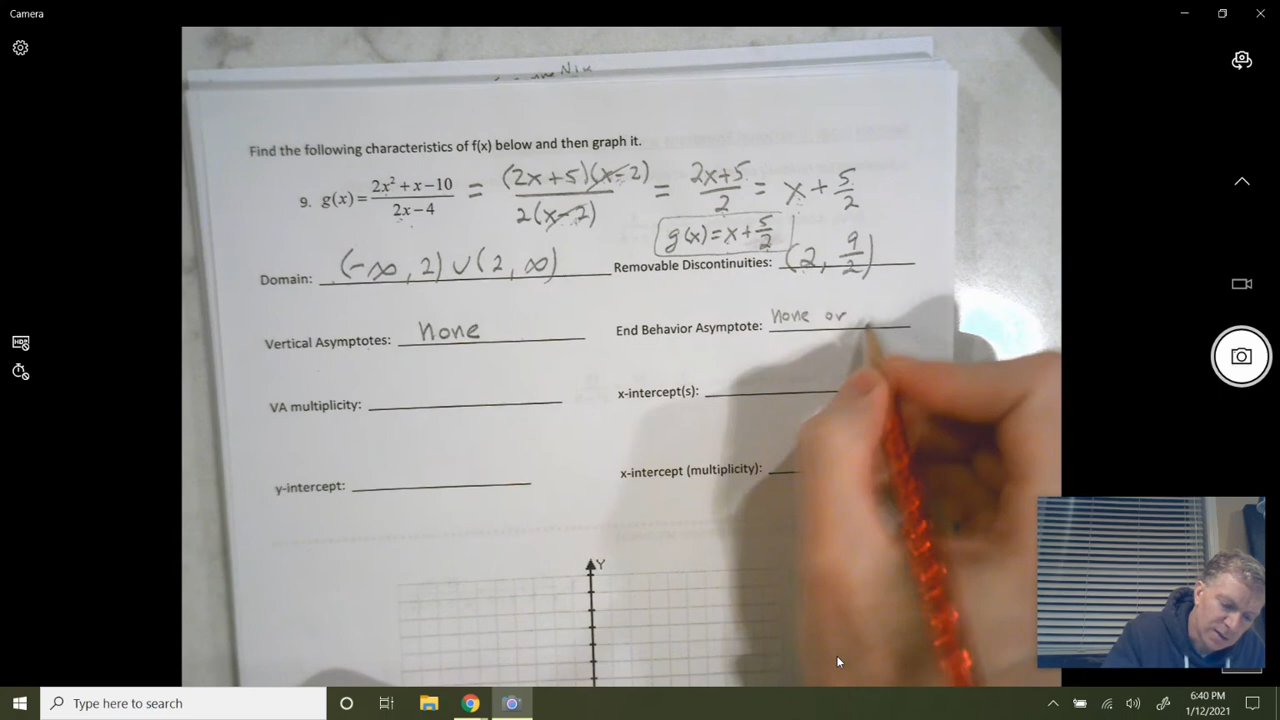 Camera
Find the following characteristics of f(x) below and then graph it.
9. g(x) = 2x² + x − 10 / 2x − 4 = (2x + 5)(x − 2) / 2(x − 2) = 2x + 5 / 2 = x + 5/2
g(x) = x + 5/2
Domain: (-∞, 2) ∪ (2, ∞) Removable Discontinuities: (2, 9/2)
Vertical Asymptotes: none End Behavior Asymptote: none or
VA multiplicity: x-intercept(s):
y-intercept: x-intercept (multiplicity):
Y
Type here to search
6:40 PM
1/12/2021